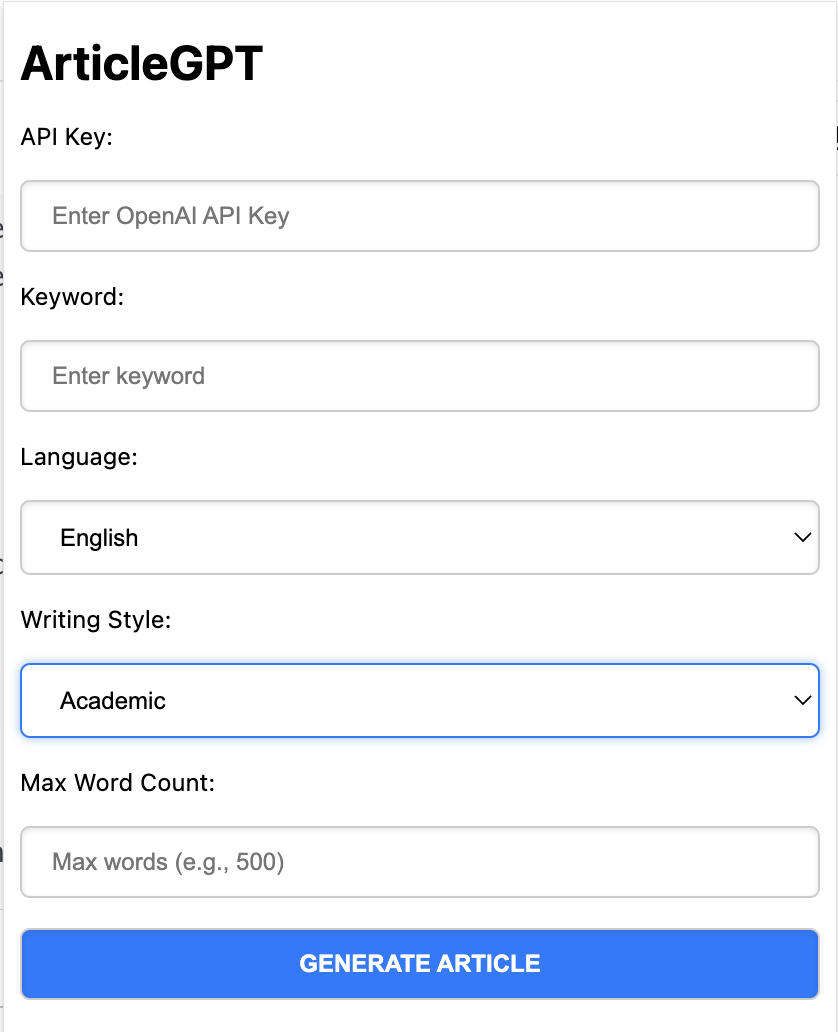 ArticleGPT
API Key:
Enter OpenAI API Key
Keyword:
Enter keyword
Language:
English
Writing Style:
Academic
Max Word Count:
Max words (e.g., 500)
GENERATE ARTICLE